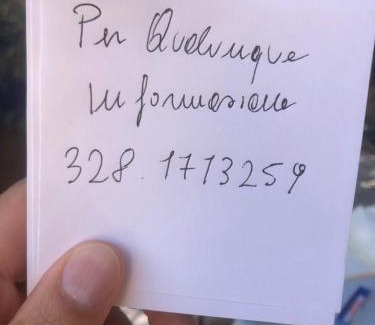 Per Qualunque
Informazione
328.1713259